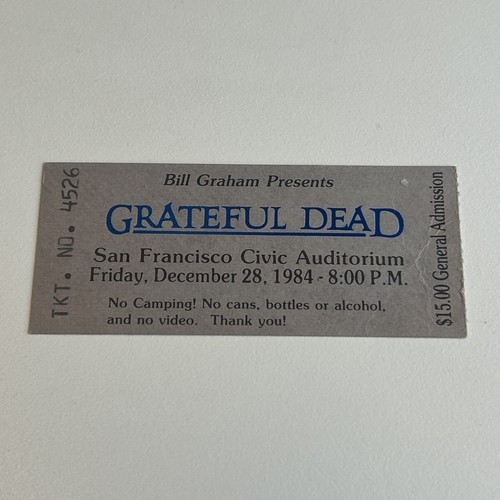 TKT. NO. 4526
Bill Graham Presents
GRATEFUL DEAD
San Francisco Civic Auditorium
Friday, December 28, 1984 - 8:00 P.M.
No Camping! No cans, bottles or alcohol,
and no video. Thank you!
$15.00 General Admission